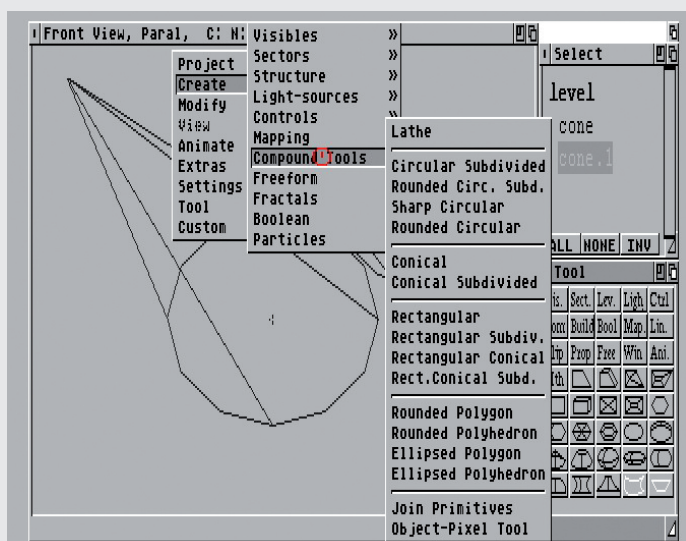 Front View, Paral, C: N:
Project
Create
Modify
View
Animate
Extras
Settings
Tool
Custom
Visibles »
Sectors »
Structure »
Light-sources »
Controls
Mapping
Compound Tools
Freeform
Fractals
Boolean
Particles
Lathe
Circular Subdivided
Rounded Circ. Subd.
Sharp Circular
Rounded Circular
Conical
Conical Subdivided
Rectangular
Rectangular Subdiv.
Rectangular Conical
Rect.Conical Subd.
Rounded Polygon
Rounded Polyhedron
Ellipsed Polygon
Ellipsed Polyhedron
Join Primitives
Object-Pixel Tool
Select
level
cone
cone.1
ALL NONE INV
Tool
is. Sect. Lev. Ligh Ctrl
Build Bool Map. Lin.
lip Prop Free Win Ani.
lth